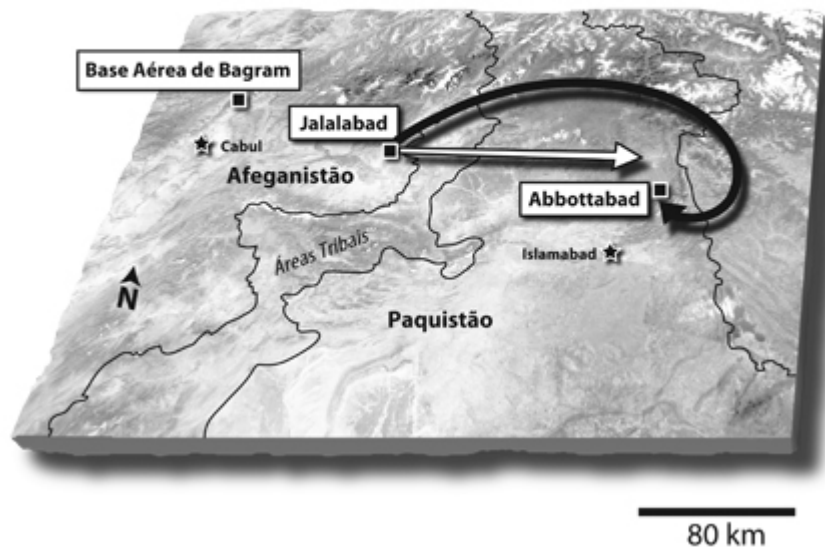 Base Aérea de Bagram
Jalalabad
Cabul
Afeganistão
Abbottabad
Áreas Tribais
Islamabad
N
Paquistão
80 km